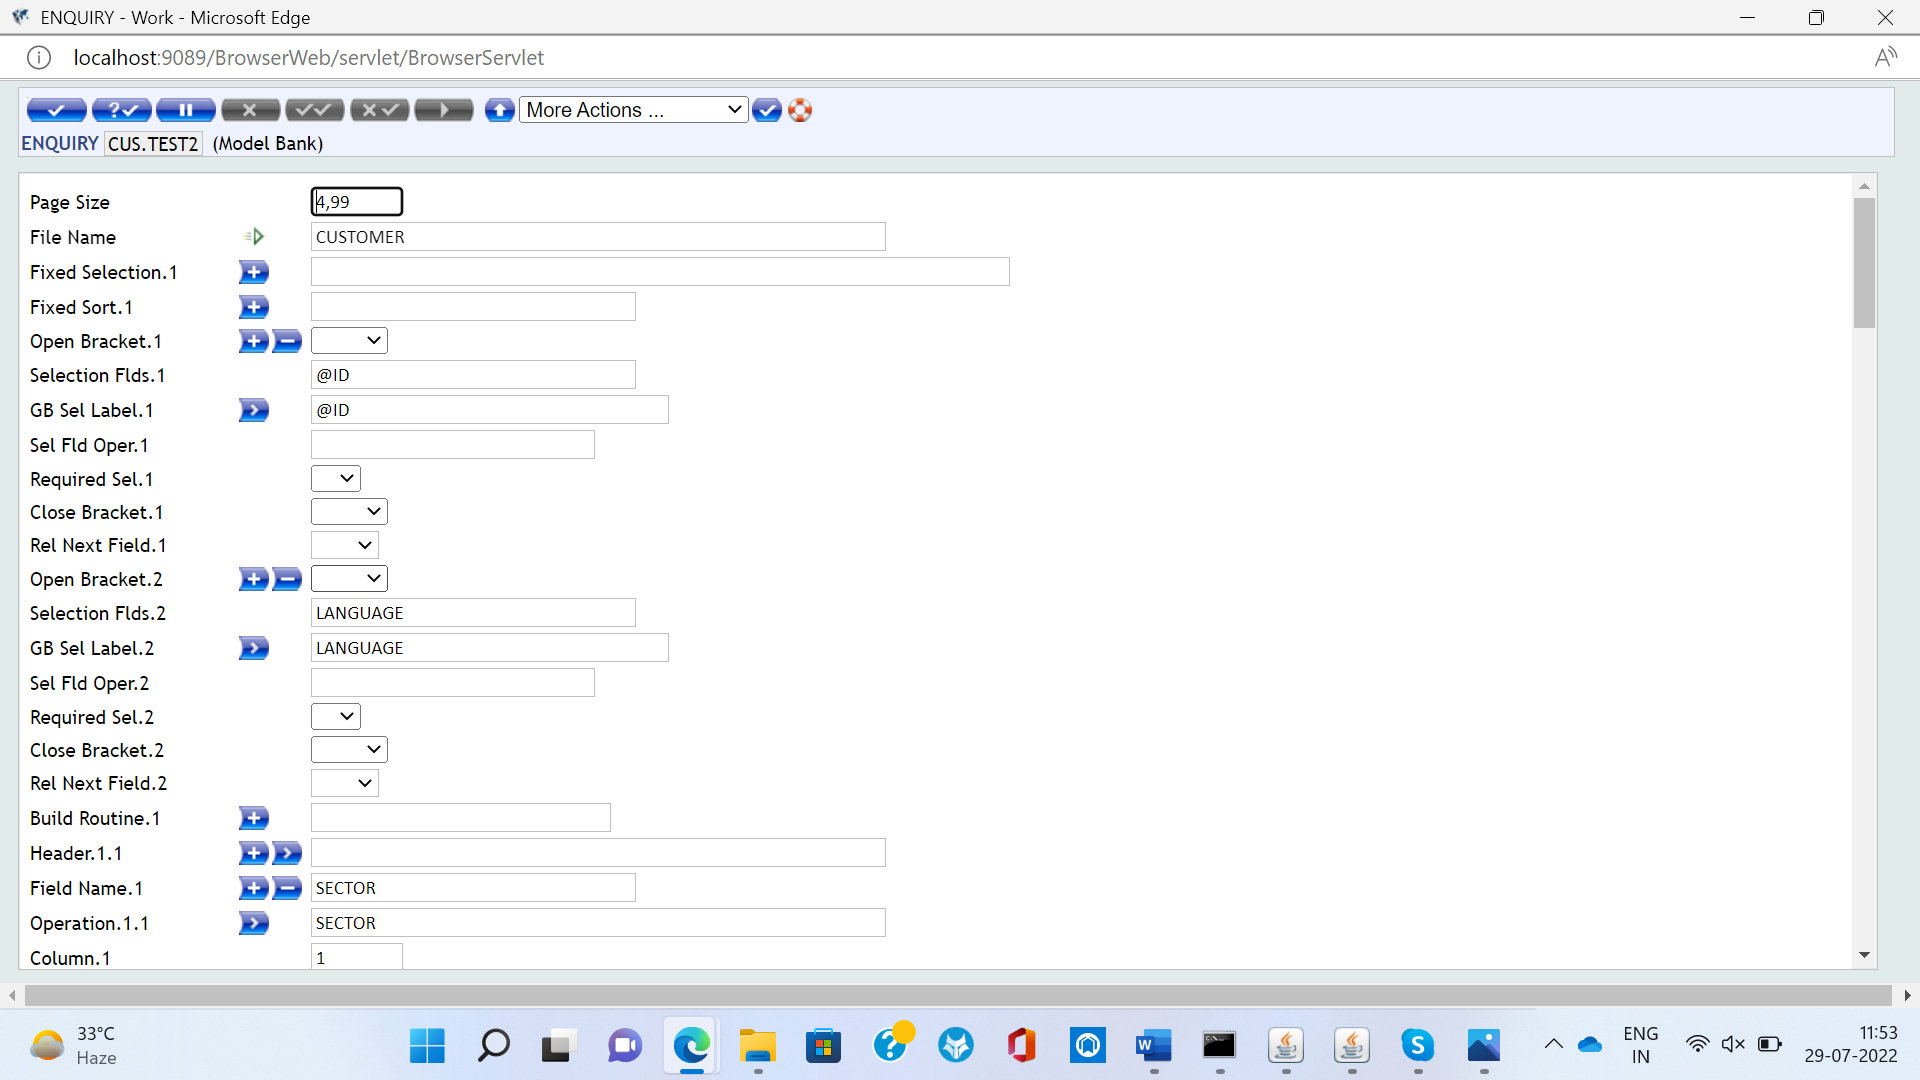 ENQUIRY - Work - Microsoft Edge
localhost:9089/BrowserWeb/servlet/BrowserServlet
More Actions ...
ENQUIRY CUS.TEST2 (Model Bank)
Page Size 4,99
File Name CUSTOMER
Fixed Selection.1
Fixed Sort.1
Open Bracket.1
Selection Flds.1 @ID
GB Sel Label.1 @ID
Sel Fld Oper.1
Required Sel.1
Close Bracket.1
Rel Next Field.1
Open Bracket.2
Selection Flds.2 LANGUAGE
GB Sel Label.2 LANGUAGE
Sel Fld Oper.2
Required Sel.2
Close Bracket.2
Rel Next Field.2
Build Routine.1
Header.1.1
Field Name.1 SECTOR
Operation.1.1 SECTOR
Column.1 1
33°C
Haze
ENG
IN
11:53
29-07-2022